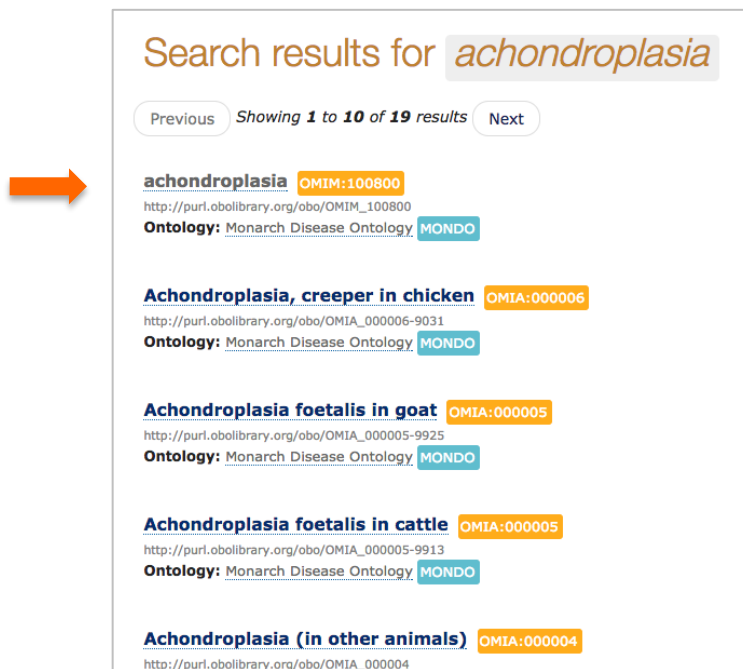 Search results for achondroplasia
Previous Showing 1 to 10 of 19 results Next
achondroplasia OMIM:100800
http://purl.obolibrary.org/obo/OMIM_100800
Ontology: Monarch Disease Ontology MONDO
Achondroplasia, creeper in chicken OMIA:000006
http://purl.obolibrary.org/obo/OMIA_000006-9031
Ontology: Monarch Disease Ontology MONDO
Achondroplasia foetalis in goat OMIA:000005
http://purl.obolibrary.org/obo/OMIA_000005-9925
Ontology: Monarch Disease Ontology MONDO
Achondroplasia foetalis in cattle OMIA:000005
http://purl.obolibrary.org/obo/OMIA_000005-9913
Ontology: Monarch Disease Ontology MONDO
Achondroplasia (in other animals) OMIA:000004
http://purl.obolibrary.org/obo/OMIA_000004